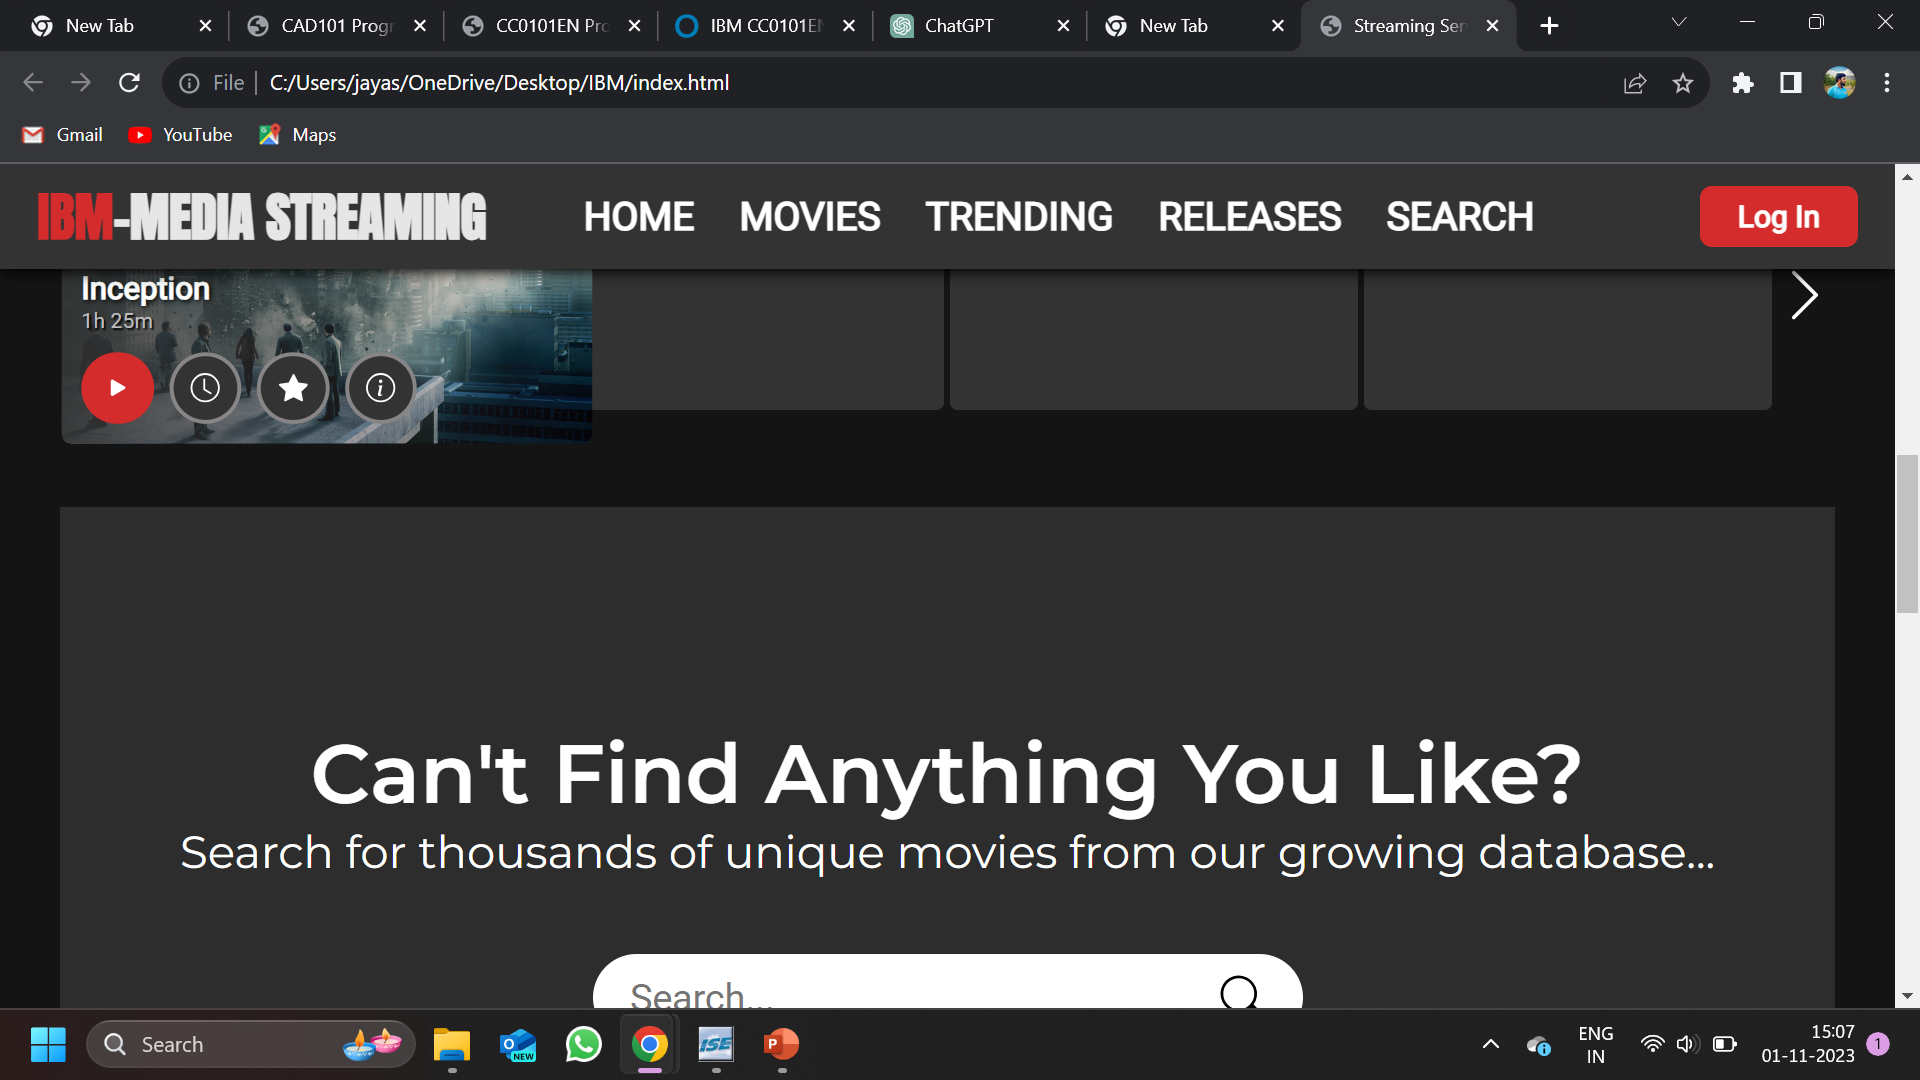 New Tab
CAD101 Progr
CC0101EN Pro
IBM CC0101EN
ChatGPT
New Tab
Streaming Ser
File
C:/Users/jayas/OneDrive/Desktop/IBM/index.html
Gmail
YouTube
Maps
IBM-MEDIA STREAMING
HOME
MOVIES
TRENDING
RELEASES
SEARCH
Log In
Inception
1h 25m
Can't Find Anything You Like?
Search for thousands of unique movies from our growing database...
Search...
Search
NEW
ISE
P
ENG
IN
15:07
01-11-2023
1